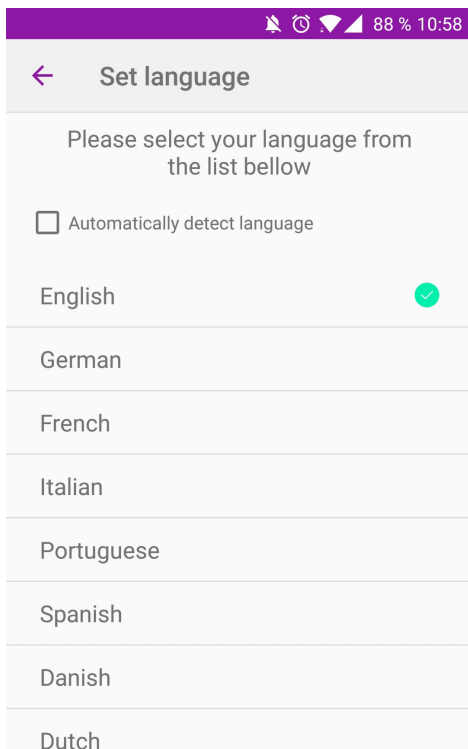 88 % 10:58
Set language
Please select your language from
the list bellow
Automatically detect language
English
German
French
Italian
Portuguese
Spanish
Danish
Dutch